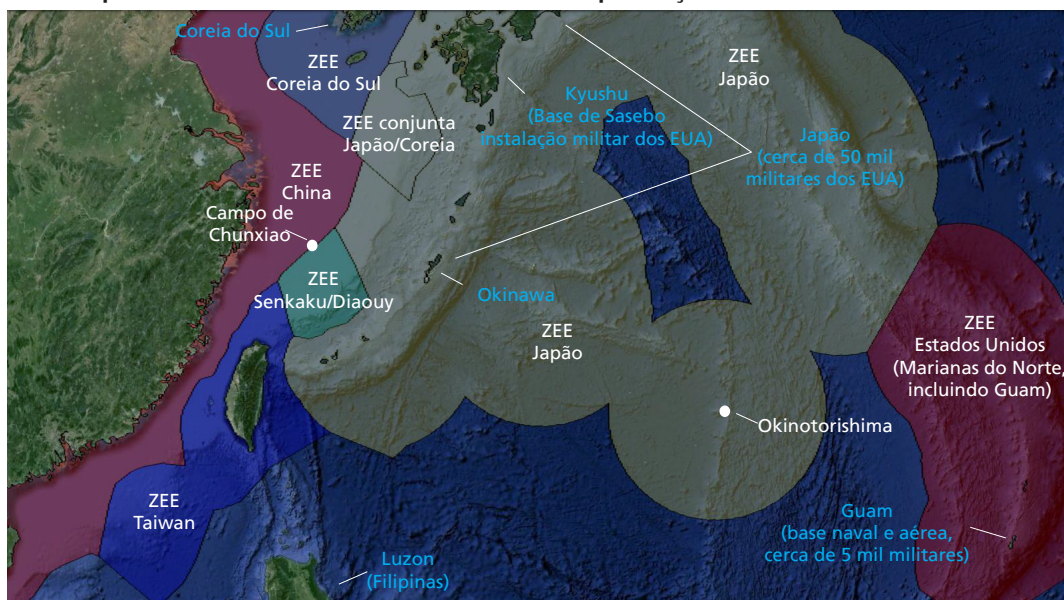 Coreia do Sul
ZEE
Coreia do Sul
ZEE
Japão
Kyushu
(Base de Sasebo
instalação militar dos EUA)
ZEE conjunta
Japão/Coreia
Japão
(cerca de 50 mil
militares dos EUA)
ZEE
China
Campo de
Chunxiao
ZEE
Senkaku/Diaouy
Okinawa
ZEE
Japão
ZEE
Estados Unidos
(Marianas do Norte,
incluindo Guam)
Okinotorishima
ZEE
Taiwan
Guam
(base naval e aérea,
cerca de 5 mil militares)
Luzon
(Filipinas)